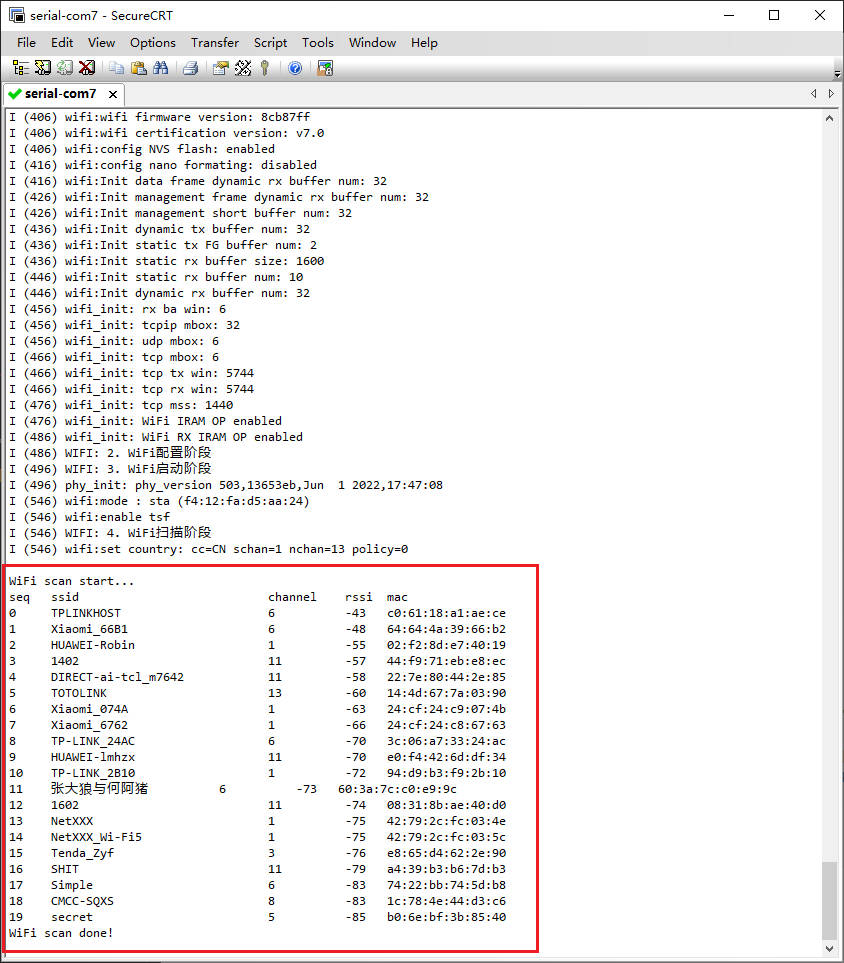 serial-com7 - SecureCRT
File Edit View Options Transfer Script Tools Window Help
serial-com7
I (406) wifi:wifi firmware version: 8cb87ff
I (406) wifi:wifi certification version: v7.0
I (406) wifi:config NVS flash: enabled
I (416) wifi:config nano formating: disabled
I (416) wifi:Init data frame dynamic rx buffer num: 32
I (426) wifi:Init management frame dynamic rx buffer num: 32
I (426) wifi:Init management short buffer num: 32
I (436) wifi:Init dynamic tx buffer num: 32
I (436) wifi:Init static tx FG buffer num: 2
I (436) wifi:Init static rx buffer size: 1600
I (446) wifi:Init static rx buffer num: 10
I (446) wifi:Init dynamic rx buffer num: 32
I (456) wifi_init: rx ba win: 6
I (456) wifi_init: tcpip mbox: 32
I (456) wifi_init: udp mbox: 6
I (466) wifi_init: tcp mbox: 6
I (466) wifi_init: tcp tx win: 5744
I (466) wifi_init: tcp rx win: 5744
I (476) wifi_init: tcp mss: 1440
I (476) wifi_init: WiFi IRAM OP enabled
I (486) wifi_init: WiFi RX IRAM OP enabled
I (486) WIFI: 2. WiFi配置阶段
I (496) WIFI: 3. WiFi启动阶段
I (496) phy_init: phy_version 503,13653eb,Jun  1 2022,17:47:08
I (546) wifi:mode : sta (f4:12:fa:d5:aa:24)
I (546) wifi:enable tsf
I (546) WIFI: 4. WiFi扫描阶段
I (546) wifi:set country: cc=CN schan=1 nchan=13 policy=0
WiFi scan start...
seq ssid channel rssi mac
0 TPLINKHOST 6 -43 c0:61:18:a1:ae:ce
1 Xiaomi_66B1 6 -48 64:64:4a:39:66:b2
2 HUAWEI-Robin 1 -55 02:f2:8d:e7:40:19
3 1402 11 -57 44:f9:71:eb:e8:ec
4 DIRECT-ai-tcl_m7642 11 -58 22:7e:80:44:2e:85
5 TOTOLINK 13 -60 14:4d:67:7a:03:90
6 Xiaomi_074A 1 -63 24:cf:24:c9:07:4b
7 Xiaomi_6762 1 -66 24:cf:24:c8:67:63
8 TP-LINK_24AC 6 -70 3c:06:a7:33:24:ac
9 HUAWEI-lmhzx 11 -70 e0:f4:42:6d:df:34
10 TP-LINK_2B10 1 -72 94:d9:b3:f9:2b:10
11 张大狼与何阿猪 6 -73 60:3a:7c:c0:e9:9c
12 1602 11 -74 08:31:8b:ae:40:d0
13 NetXXX 1 -75 42:79:2c:fc:03:4e
14 NetXXX_Wi-Fi5 1 -75 42:79:2c:fc:03:5c
15 Tenda_Zyf 3 -76 e8:65:d4:62:2e:90
16 SHIT 11 -79 a4:39:b3:b6:7d:b3
17 Simple 6 -83 74:22:bb:74:5d:b8
18 CMCC-SQXS 8 -83 1c:78:4e:44:d3:c6
19 secret 5 -85 b0:6e:bf:3b:85:40
WiFi scan done!